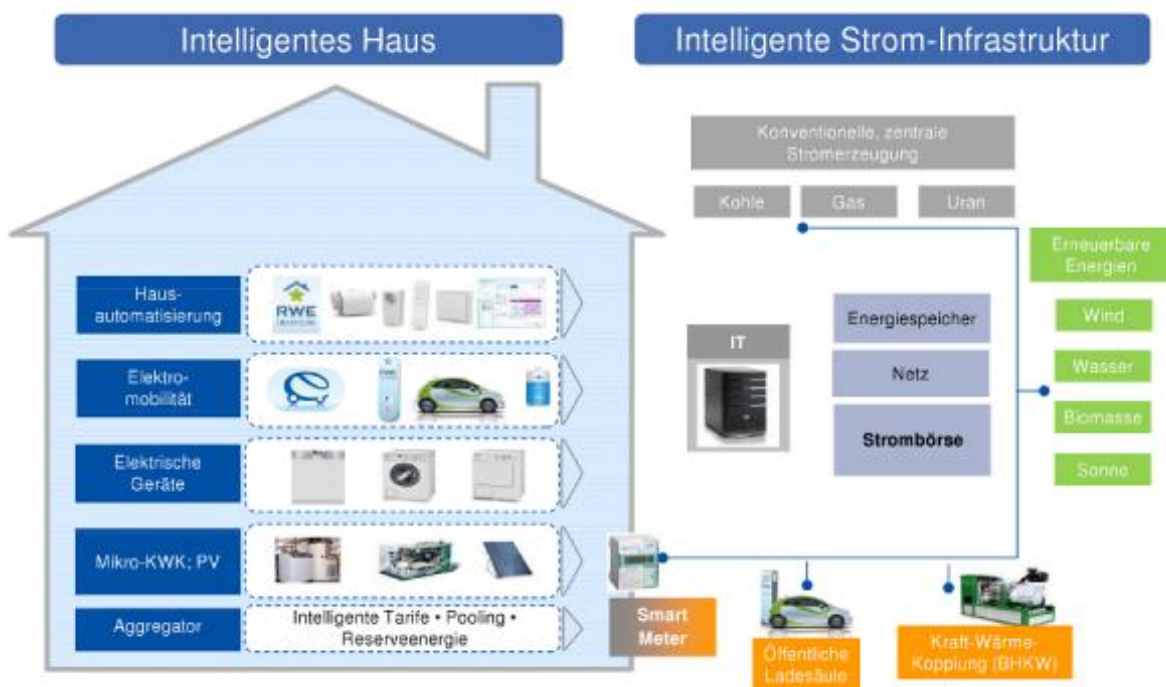 Intelligentes Haus
Intelligente Strom-Infrastruktur
Konventionelle, zentrale
Stromerzeugung
Kohle
Gas
Uran
Erneuerbare
Energien
Wind
Wasser
Biomasse
Sonne
Energiespeicher
Netz
Strombörse
IT
Haus-
automatisierung
RWE
Elektro-
mobilität
Elektrische
Geräte
Mikro-KWK; PV
Aggregator
Intelligente Tarife • Pooling •
Reserveenergie
Smart
Meter
Öffentliche
Ladesäule
Kraft-Wärme-
Kopplung (BHKW)